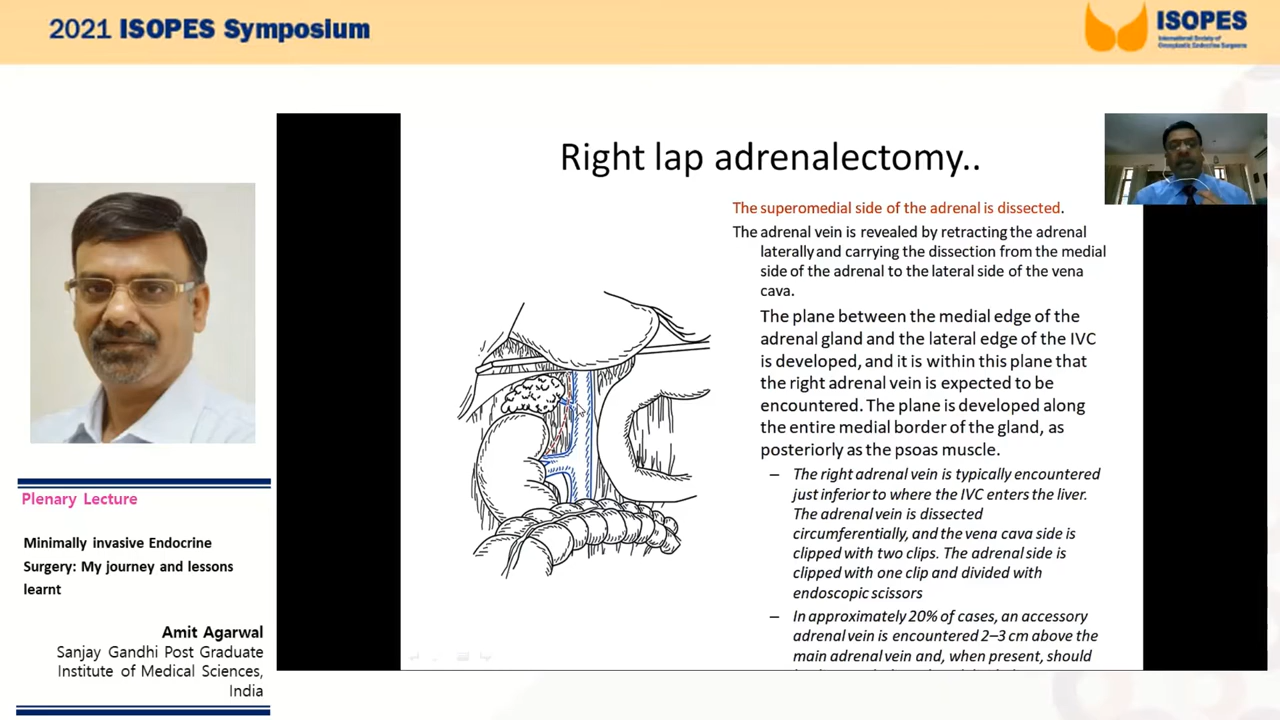 2021 ISOPES Symposium
ISOPES
International Society of
Oncoplastic Endocrine Surgeons
Right lap adrenalectomy..
The superomedial side of the adrenal is dissected.
The adrenal vein is revealed by retracting the adrenal
laterally and carrying the dissection from the medial
side of the adrenal to the lateral side of the vena
cava.
The plane between the medial edge of the
adrenal gland and the lateral edge of the IVC
is developed, and it is within this plane that
the right adrenal vein is expected to be
encountered. The plane is developed along
the entire medial border of the gland, as
posteriorly as the psoas muscle.
– The right adrenal vein is typically encountered
just inferior to where the IVC enters the liver.
The adrenal vein is dissected
circumferentially, and the vena cava side is
clipped with two clips. The adrenal side is
clipped with one clip and divided with
endoscopic scissors
– In approximately 20% of cases, an accessory
adrenal vein is encountered 2–3 cm above the
main adrenal vein and, when present, should
Plenary Lecture
Minimally invasive Endocrine
Surgery: My journey and lessons
learnt
Amit Agarwal
Sanjay Gandhi Post Graduate
Institute of Medical Sciences,
India